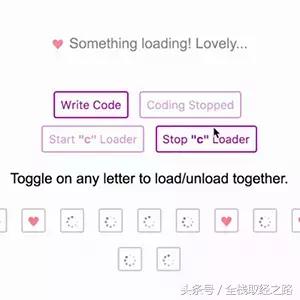 Something loading! Lovely...
Write Code
Coding Stopped
Start "c" Loader
Stop "c" Loader
Toggle on any letter to load/unload together.
头条号 / 全栈取经之路